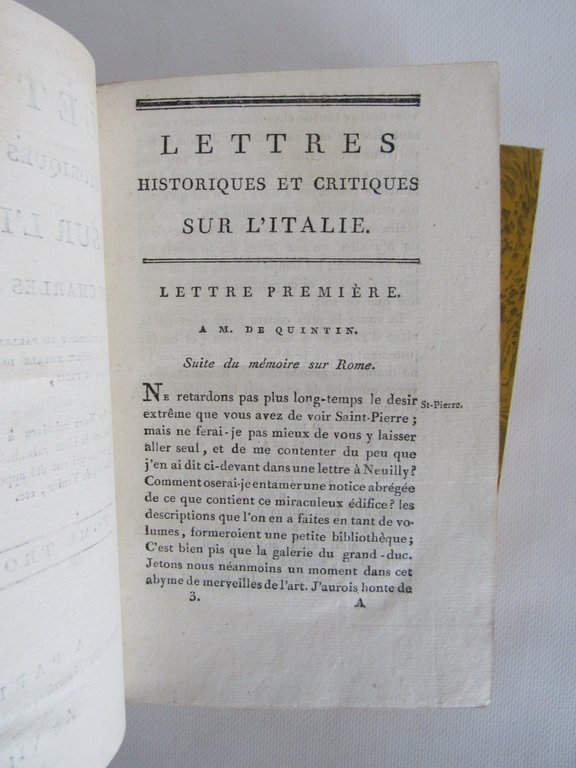 SUR L'I
CHARLES
LETTRES
HISTORIQUES ET CRITIQUES
SUR L'ITALIE.
LETTRE PREMIÈRE.
A M. DE QUINTIN.
Suite du mémoire sur Rome.
NE retardons pas plus long-temps le desir
St-Pierre.
extrême que vous avez de voir Saint-Pierre;
mais ne ferai-je pas mieux de vous y laisser
aller seul, et de me contenter du peu que
j'en ai dit ci-devant dans une lettre à Neuilly?
Comment oserai-je entamer une notice abrégée
de ce que contient ce miraculeux édifice? les
descriptions que l'on en a faites en tant de vo-
lumes, formeroient une petite bibliothèque;
C'est bien pis que la galerie du grand-duc.
Jetons nous néanmoins un moment dans cet
abyme de merveilles de l'art. J'aurois honte de
3. A